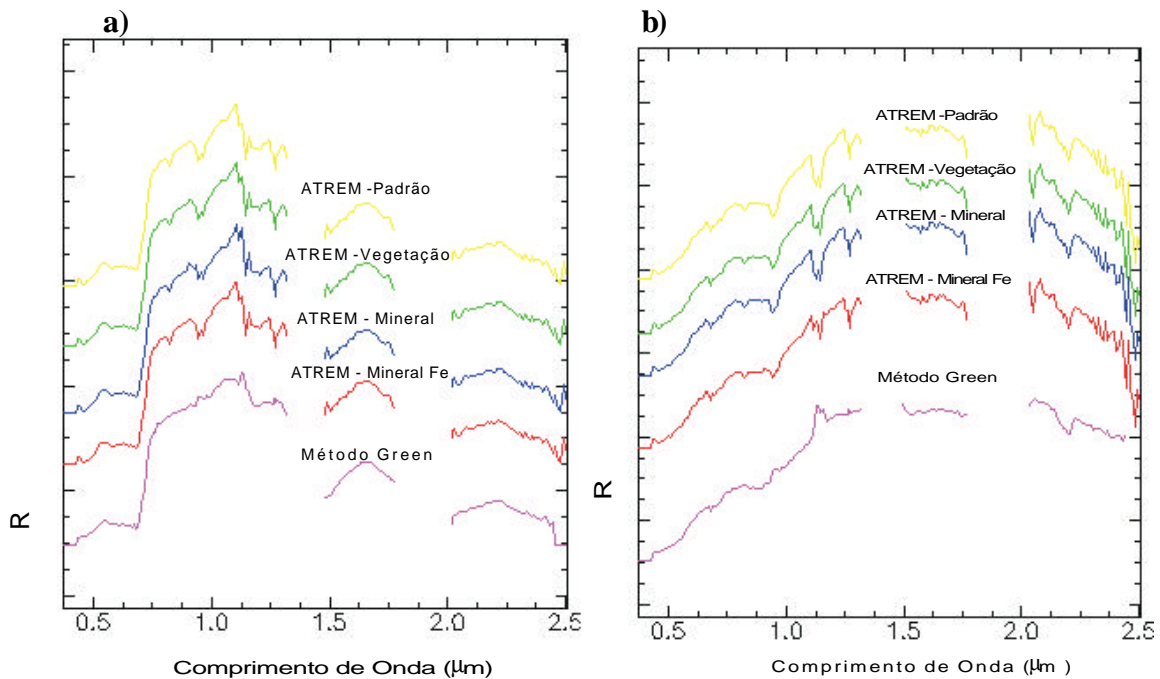 a)
ATREM -Padrão
ATREM -Vegetação
ATREM - Mineral
ATREM - Mineral Fe
Método Green
R
0.5 1.0 1.5 2.0 2.5
Comprimento de Onda (μm)
b)
ATREM -Padrão
ATREM -Vegetação
ATREM - Mineral
ATREM - Mineral Fe
Método Green
R
0.5 1.0 1.5 2.0 2.5
Comprimento de Onda (μm )